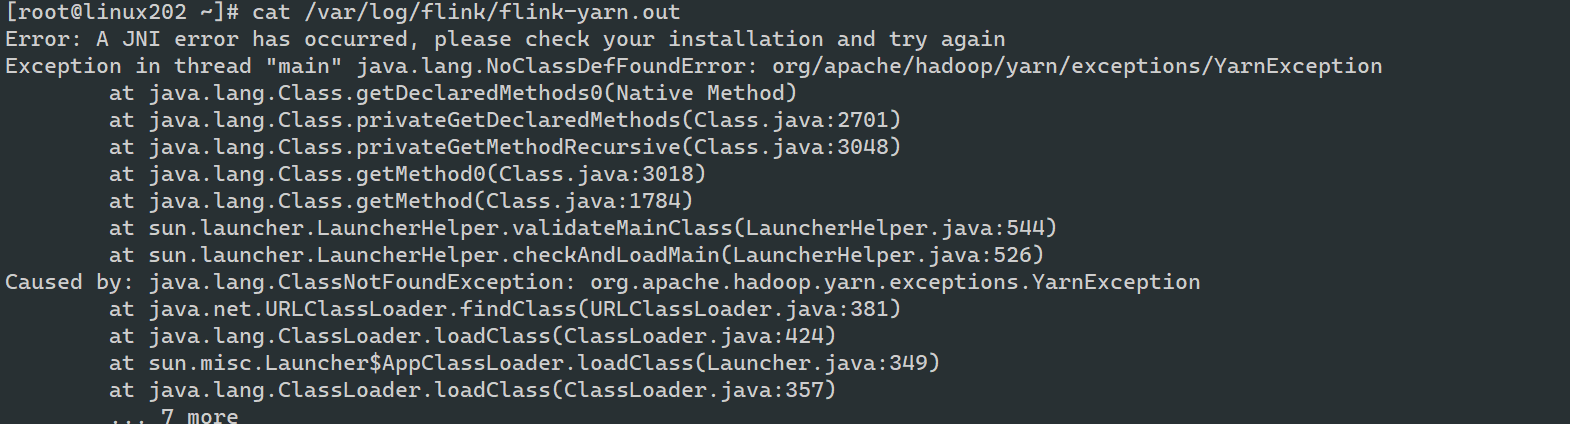 [root@linux202 ~]# cat /var/log/flink/flink-yarn.out
Error: A JNI error has occurred, please check your installation and try again
Exception in thread "main" java.lang.NoClassDefFoundError: org/apache/hadoop/yarn/exceptions/YarnException
        at java.lang.Class.getDeclaredMethods0(Native Method)
        at java.lang.Class.privateGetDeclaredMethods(Class.java:2701)
        at java.lang.Class.privateGetMethodRecursive(Class.java:3048)
        at java.lang.Class.getMethod0(Class.java:3018)
        at java.lang.Class.getMethod(Class.java:1784)
        at sun.launcher.LauncherHelper.validateMainClass(LauncherHelper.java:544)
        at sun.launcher.LauncherHelper.checkAndLoadMain(LauncherHelper.java:526)
Caused by: java.lang.ClassNotFoundException: org.apache.hadoop.yarn.exceptions.YarnException
        at java.net.URLClassLoader.findClass(URLClassLoader.java:381)
        at java.lang.ClassLoader.loadClass(ClassLoader.java:424)
        at sun.misc.Launcher$AppClassLoader.loadClass(Launcher.java:349)
        at java.lang.ClassLoader.loadClass(ClassLoader.java:357)
        ... 7 more